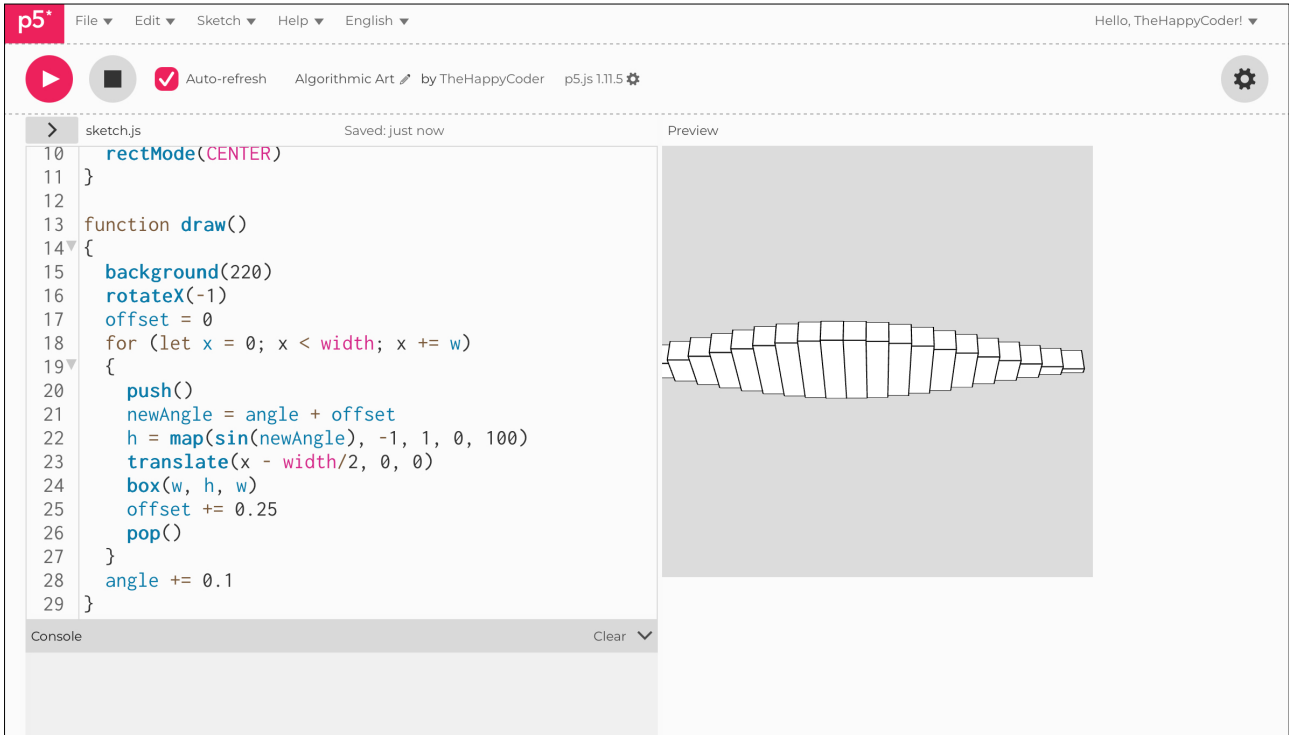 p5* File Edit Sketch Help English Hello, TheHappyCoder!
Auto-refresh Algorithmic Art by TheHappyCoder p5.js 1.11.5
sketch.js Saved: just now Preview
10 rectMode(CENTER)
11 }
12
13 function draw()
14 {
15 background(220)
16 rotateX(-1)
17 offset = 0
18 for (let x = 0; x < width; x += w)
19 {
20 push()
21 newAngle = angle + offset
22 h = map(sin(newAngle), -1, 1, 0, 100)
23 translate(x - width/2, 0, 0)
24 box(w, h, w)
25 offset += 0.25
26 pop()
27 }
28 angle += 0.1
29 }
Console Clear